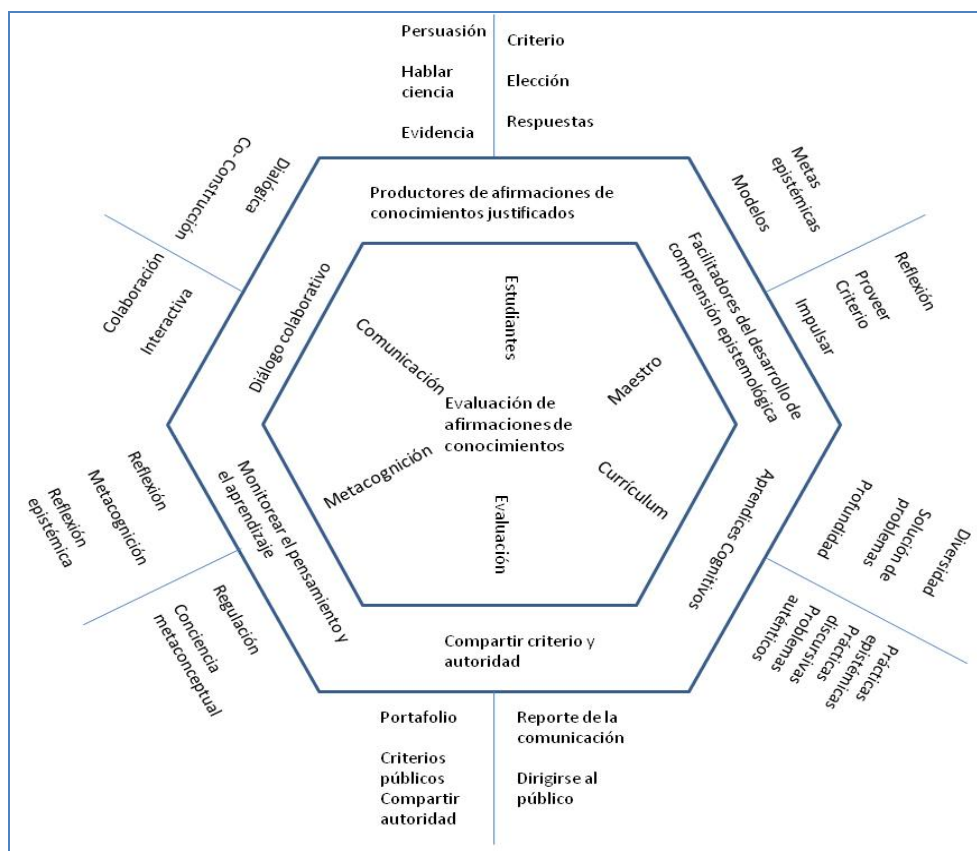 Persuasión
Hablar
ciencia
Evidencia
Criterio
Elección
Respuestas
Co-Construcción
Dialógica
Colaboración
Interactiva
Metas
epistémicas
Modelos
Reflexión
Proveer
Criterio
Impulsar
Productores de afirmaciones de
conocimientos justificados
Diálogo colaborativo
Facilitadores del desarrollo de
comprensión epistemológica
Estudiantes
Comunicación
Maestro
Evaluación de
afirmaciones de
conocimientos
Metacognición
Evaluación
Currículum
Monitorear el pensamiento y
el aprendizaje
Aprendices Cognitivos
Compartir criterio y
autoridad
Reflexión
Metacognición
Reflexión
epistémica
Regulación
Conciencia
metaconceptual
Diversidad
Solución de
problemas
Profundidad
Prácticas
epistémicas
Prácticas
discursivas
Problemas
auténticos
Portafolio
Criterios
públicos
Compartir
autoridad
Reporte de la
comunicación
Dirigirse al
público